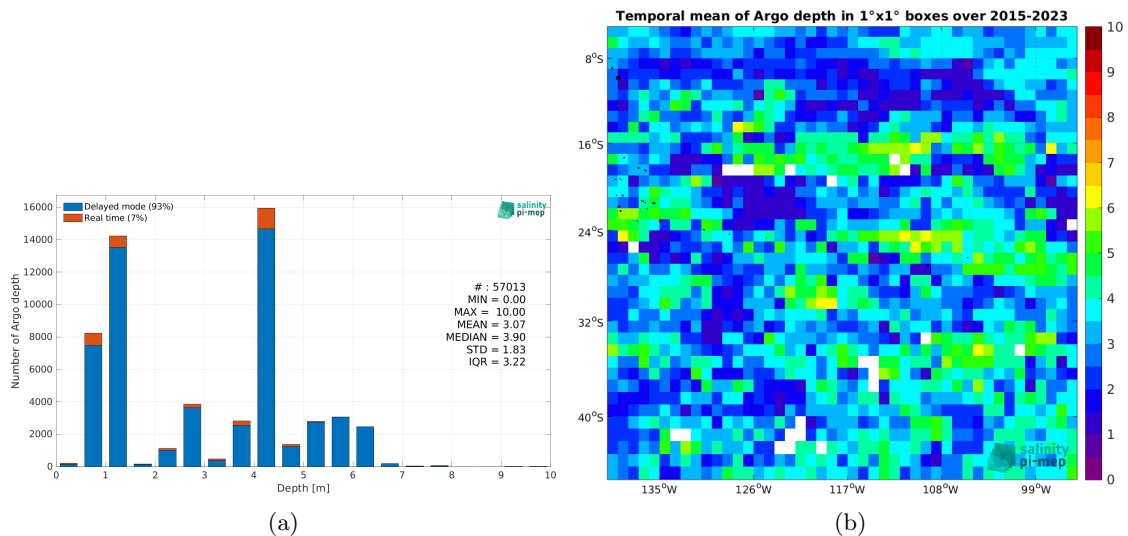 Delayed mode (93%)
Real time (7%)
salinity
pi-mep
16000
14000
12000
10000
8000
6000
4000
2000
0
Number of Argo depth
# : 57013
MIN = 0.00
MAX = 10.00
MEAN = 3.07
MEDIAN = 3.90
STD = 1.83
IQR = 3.22
0 1 2 3 4 5 6 7 8 9 10
Depth [m]
(a)
Temporal mean of Argo depth in 1°x1° boxes over 2015-2023
8°S
16°S
24°S
32°S
40°S
135°W 126°W 117°W 108°W 99°W
salinity
pi-mep
10
9
8
7
6
5
4
3
2
1
0
(b)